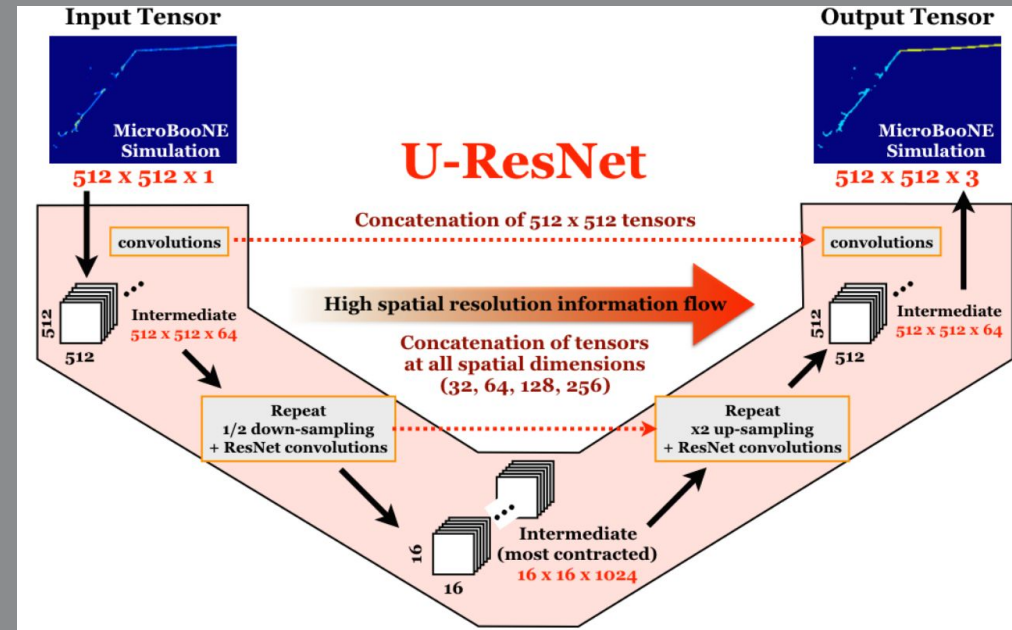 Input Tensor
Output Tensor
MicroBooNE
Simulation
MicroBooNE
Simulation
512 x 512 x 1
U-ResNet
512 x 512 x 3
Concatenation of 512 x 512 tensors
convolutions
convolutions
High spatial resolution information flow
512
512
Intermediate
512 x 512 x 64
Concatenation of tensors
at all spatial dimensions
(32, 64, 128, 256)
512
512
Intermediate
512 x 512 x 64
Repeat
1/2 down-sampling
+ ResNet convolutions
Repeat
x2 up-sampling
+ ResNet convolutions
16
16
Intermediate
(most contracted)
16 x 16 x 1024